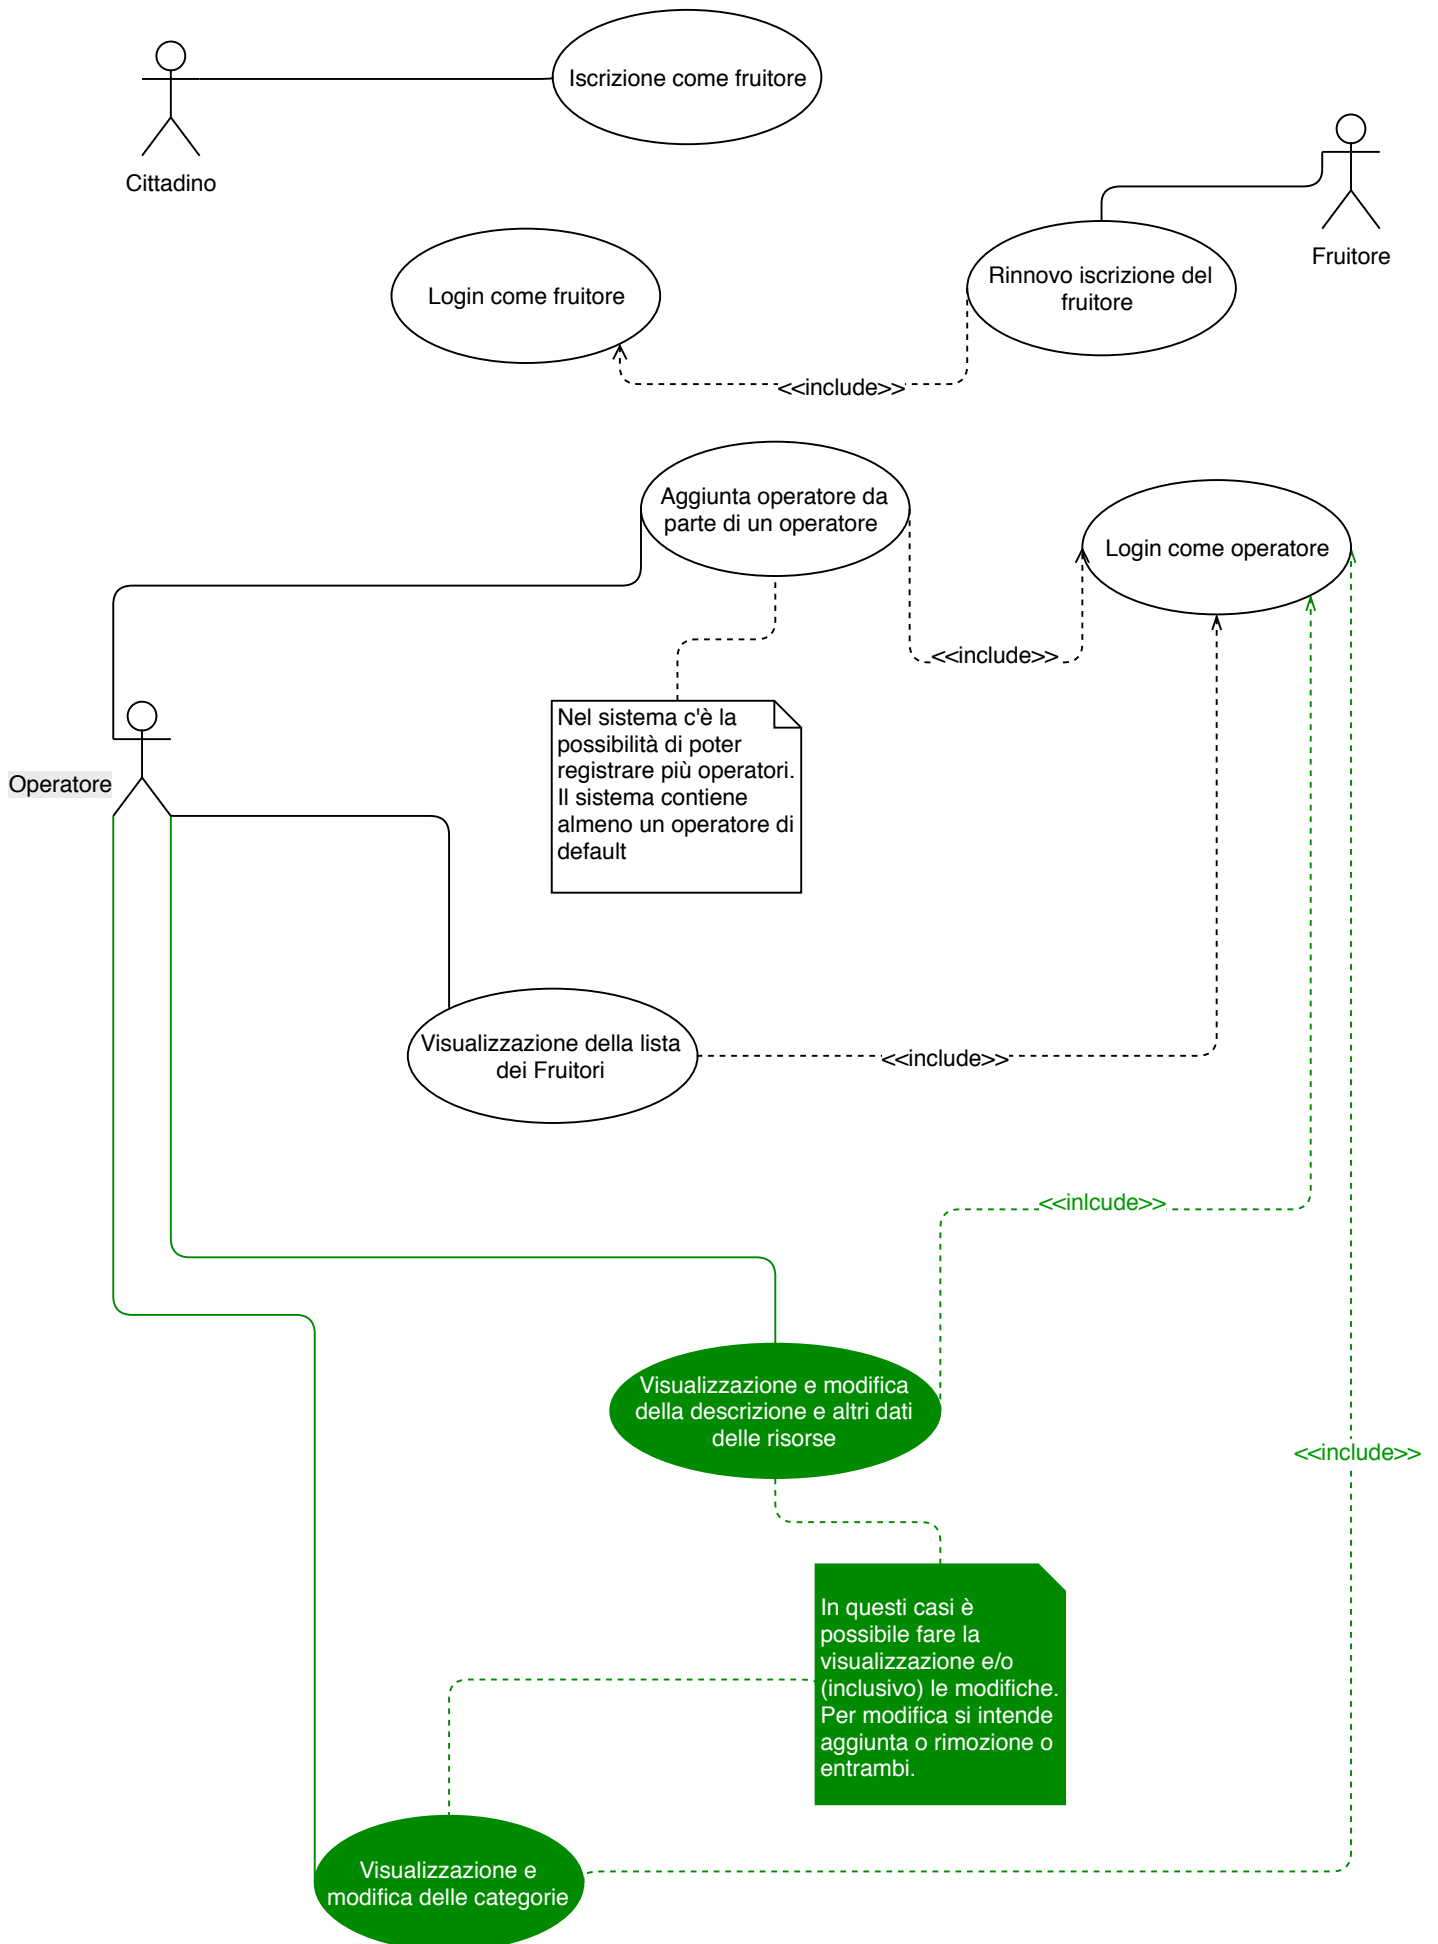 Iscrizione come fruitore
Cittadino
Fruitore
Login come fruitore
Rinnovo iscrizione del
fruitore
<<include>>
Aggiunta operatore da
parte di un operatore
Login come operatore
<<include>>
Nel sistema c'è la
possibilità di poter
registrare più operatori.
Il sistema contiene
almeno un operatore di
default
Operatore
Visualizzazione della lista
dei Fruitori
<<include>>
<<inlcude>>
Visualizzazione e modifica
della descrizione e altri dati
delle risorse
<<include>>
In questi casi è
possibile fare la
visualizzazione e/o
(inclusivo) le modifiche.
Per modifica si intende
aggiunta o rimozione o
entrambi.
Visualizzazione e
modifica delle categorie